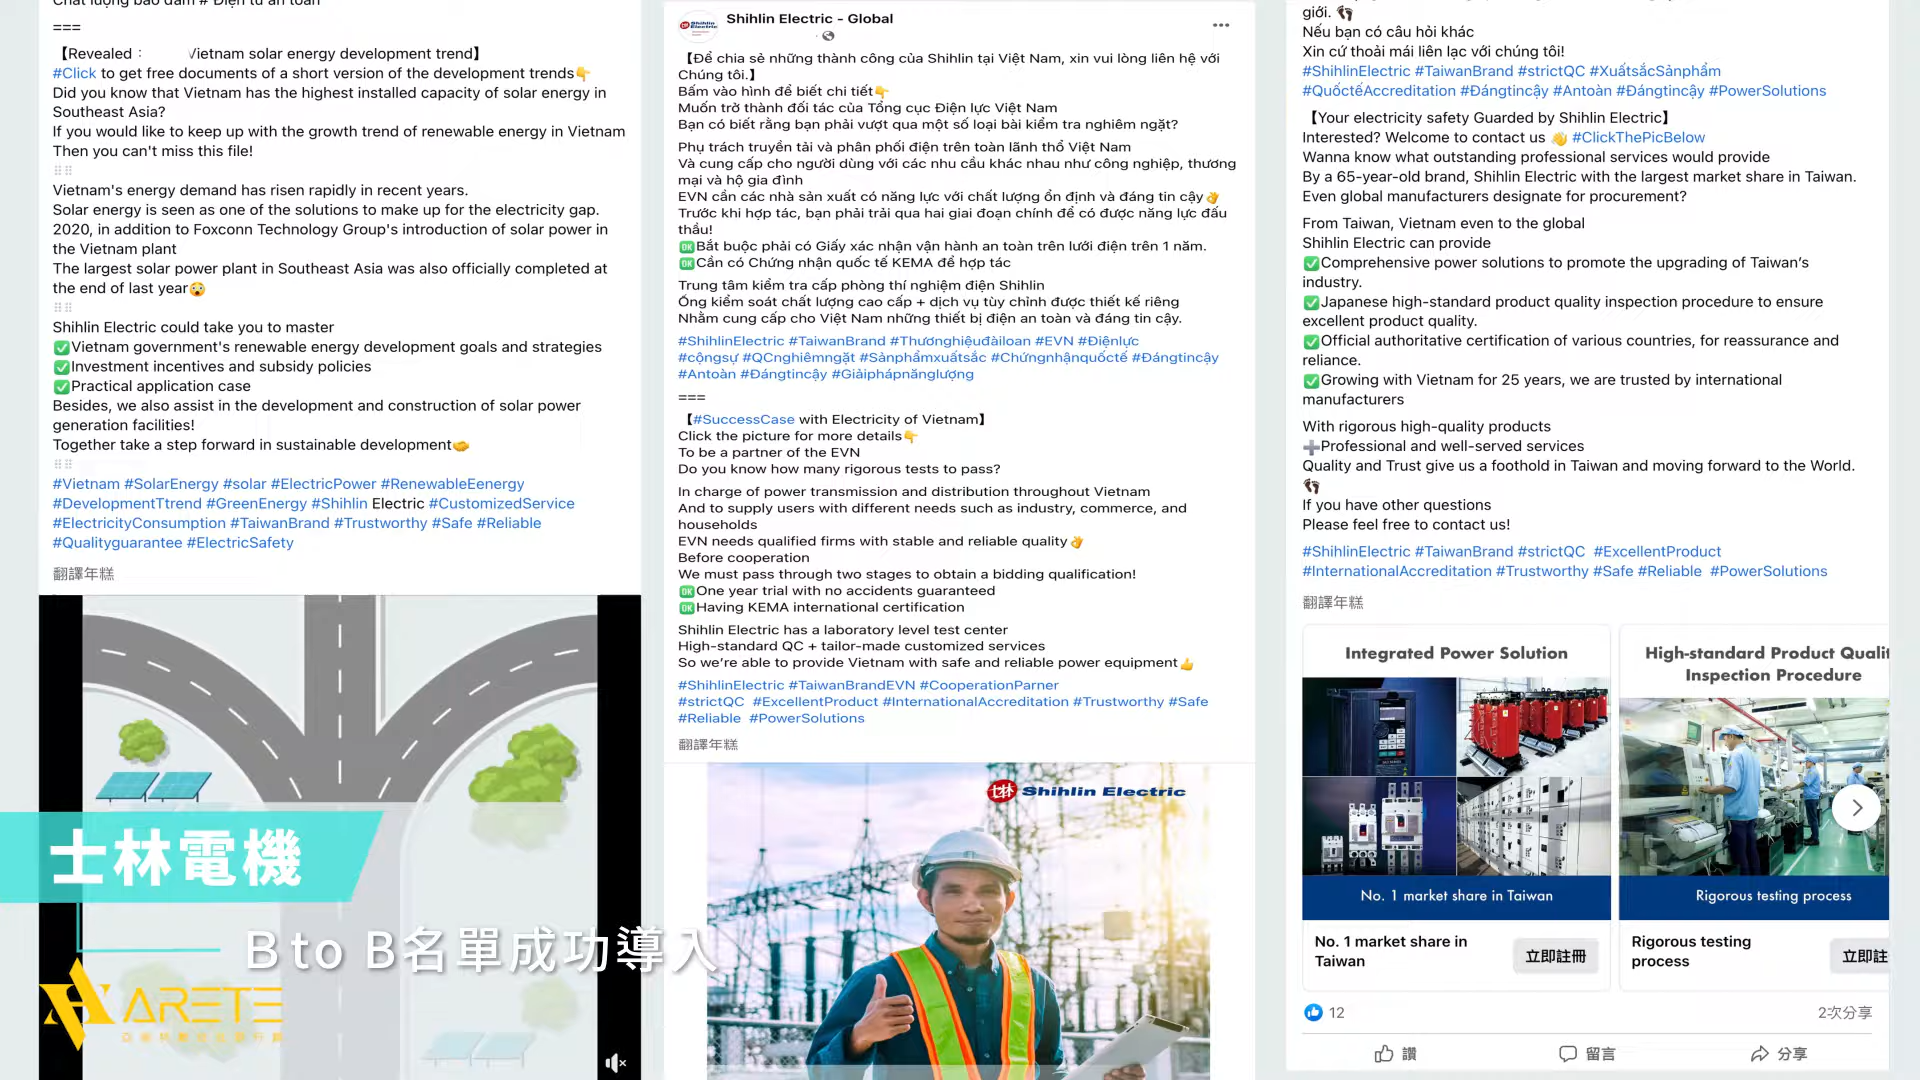 Chất lượng bảo đảm # Điện tử an toàn
===
【Revealed： Vietnam solar energy development trend】
#Click to get free documents of a short version of the development trends👇
Did you know that Vietnam has the highest installed capacity of solar energy in
Southeast Asia?
If you would like to keep up with the growth trend of renewable energy in Vietnam
Then you can't miss this file!
Vietnam's energy demand has risen rapidly in recent years.
Solar energy is seen as one of the solutions to make up for the electricity gap.
2020, in addition to Foxconn Technology Group's introduction of solar power in
the Vietnam plant
The largest solar power plant in Southeast Asia was also officially completed at
the end of last year😲
Shihlin Electric could take you to master
✅Vietnam government's renewable energy development goals and strategies
✅Investment incentives and subsidy policies
✅Practical application case
Besides, we also assist in the development and construction of solar power
generation facilities!
Together take a step forward in sustainable development🤝
#Vietnam #SolarEnergy #solar #ElectricPower #RenewableEenergy
#DevelopmentTtrend #GreenEnergy #Shihlin Electric #CustomizedService
#ElectricityConsumption #TaiwanBrand #Trustworthy #Safe #Reliable
#Qualityguarantee #ElectricSafety
翻譯年糕
士林電機
B to B名單成功導入
ARETE
Shihlin Electric - Global
【Để chia sẻ những thành công của Shihlin tại Việt Nam, xin vui lòng liên hệ với
Chúng tôi.】
Bấm vào hình để biết chi tiết👇
Muốn trở thành đối tác của Tổng cục Điện lực Việt Nam
Bạn có biết rằng bạn phải vượt qua một số loại bài kiểm tra nghiêm ngặt?
Phụ trách truyền tải và phân phối điện trên toàn lãnh thổ Việt Nam
Và cung cấp cho người dùng với các nhu cầu khác nhau như công nghiệp, thương
mại và hộ gia đình
EVN cần các nhà sản xuất có năng lực với chất lượng ổn định và đáng tin cậy👌
Trước khi hợp tác, bạn phải trải qua hai giai đoạn chính để có được năng lực đấu
thầu!
🆗Bắt buộc phải có Giấy xác nhận vận hành an toàn trên lưới điện trên 1 năm.
🆗Cần có Chứng nhận quốc tế KEMA để hợp tác
Trung tâm kiểm tra cấp phòng thí nghiệm điện Shihlin
Ống kiểm soát chất lượng cao cấp + dịch vụ tùy chỉnh được thiết kế riêng
Nhằm cung cấp cho Việt Nam những thiết bị điện an toàn và đáng tin cậy.
#ShihlinElectric #TaiwanBrand #Thươnghiệuđàiloan #EVN #Điệnlực
#cộngsự #QCnghiêmngặt #Sảnphẩmxuấtsắc #Chứngnhậnquốctế #Đángtincậy
#Antoàn #Đángtincậy #Giảiphápnănglượng
===
【#SuccessCase with Electricity of Vietnam】
Click the picture for more details👇
To be a partner of the EVN
Do you know how many rigorous tests to pass?
In charge of power transmission and distribution throughout Vietnam
And to supply users with different needs such as industry, commerce, and
households
EVN needs qualified firms with stable and reliable quality👌
Before cooperation
We must pass through two stages to obtain a bidding qualification!
🆗One year trial with no accidents guaranteed
🆗Having KEMA international certification
Shihlin Electric has a laboratory level test center
High-standard QC + tailor-made customized services
So we're able to provide Vietnam with safe and reliable power equipment👍
#ShihlinElectric #TaiwanBrandEVN #CooperationParner
#strictQC #ExcellentProduct #InternationalAccreditation #Trustworthy #Safe
#Reliable #PowerSolutions
翻譯年糕
Shihlin Electric
giới. 👣
Nếu bạn có câu hỏi khác
Xin cứ thoải mái liên lạc với chúng tôi!
#ShihlinElectric #TaiwanBrand #strictQC #XuấtsắcSảnphẩm
#QuốctếAccreditation #Đángtincậy #Antoàn #Đángtincậy #PowerSolutions
【Your electricity safety Guarded by Shihlin Electric】
Interested? Welcome to contact us 👋 #ClickThePicBelow
Wanna know what outstanding professional services would provide
By a 65-year-old brand, Shihlin Electric with the largest market share in Taiwan.
Even global manufacturers designate for procurement?
From Taiwan, Vietnam even to the global
Shihlin Electric can provide
✅Comprehensive power solutions to promote the upgrading of Taiwan's
industry.
✅Japanese high-standard product quality inspection procedure to ensure
excellent product quality.
✅Official authoritative certification of various countries, for reassurance and
reliance.
✅Growing with Vietnam for 25 years, we are trusted by international
manufacturers
With rigorous high-quality products
➕Professional and well-served services
Quality and Trust give us a foothold in Taiwan and moving forward to the World.
👣
If you have other questions
Please feel free to contact us!
#ShihlinElectric #TaiwanBrand #strictQC #ExcellentProduct
#InternationalAccreditation #Trustworthy #Safe #Reliable #PowerSolutions
翻譯年糕
Integrated Power Solution
No. 1 market share in Taiwan
No. 1 market share in
Taiwan
立即註冊
High-standard Product Qualit
Inspection Procedure
Rigorous testing process
Rigorous testing
process
立即註
12
2次分享
讚
留言
分享